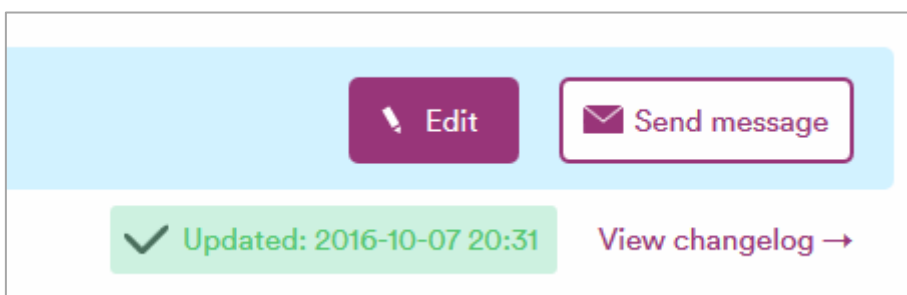 Edit Send message
Updated: 2016-10-07 20:31 View changelog →